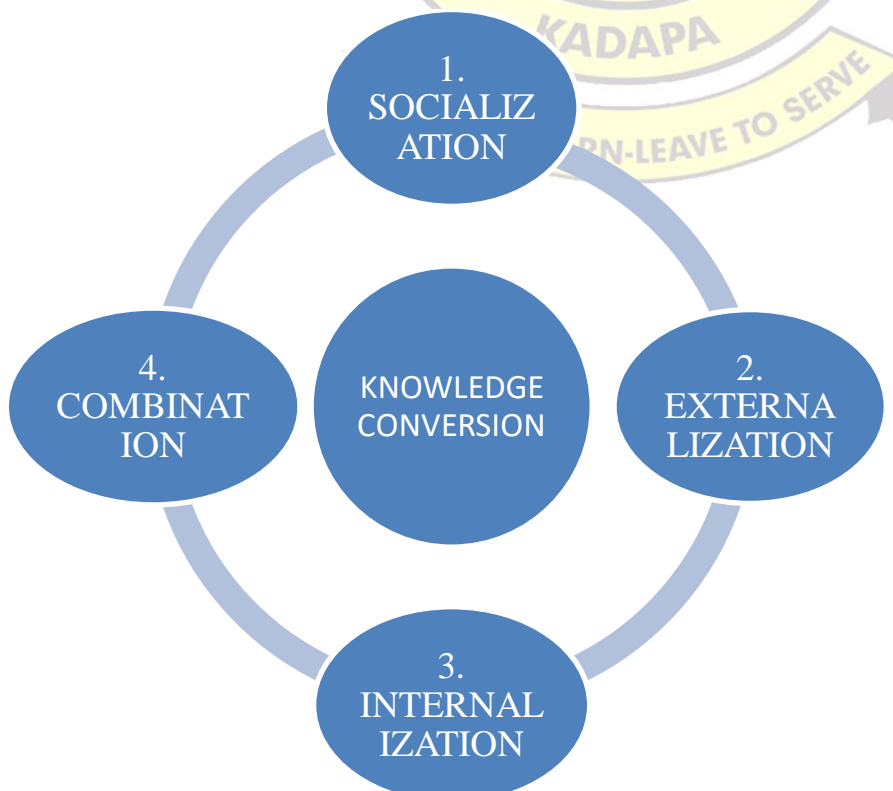 KADAPA
RN-LEAVE TO SERVE
1.
SOCIALIZ
ATION
2.
EXTERNA
LIZATION
3.
INTERNAL
IZATION
4.
COMBINAT
ION
KNOWLEDGE
CONVERSION